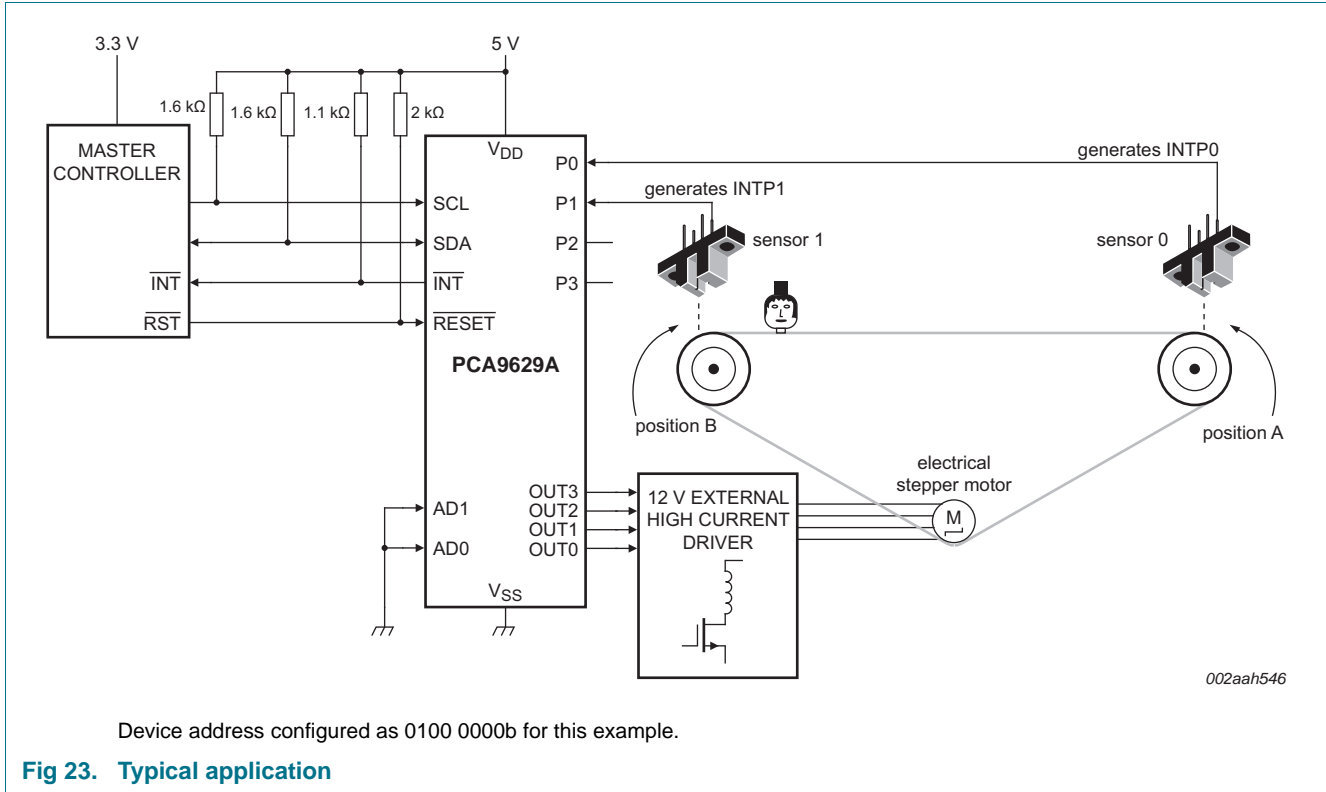 3.3 V
5 V
1.6 kΩ
1.6 kΩ
1.1 kΩ
2 kΩ
MASTER
CONTROLLER
INT
RST
VDD
SCL
SDA
INT
RESET
PCA9629A
P0
P1
P2
P3
AD1
AD0
OUT3
OUT2
OUT1
OUT0
VSS
generates INTP0
generates INTP1
sensor 1
sensor 0
position B
position A
electrical
stepper motor
M
12 V EXTERNAL
HIGH CURRENT
DRIVER
002aah546
Device address configured as 0100 0000b for this example.
Fig 23. Typical application